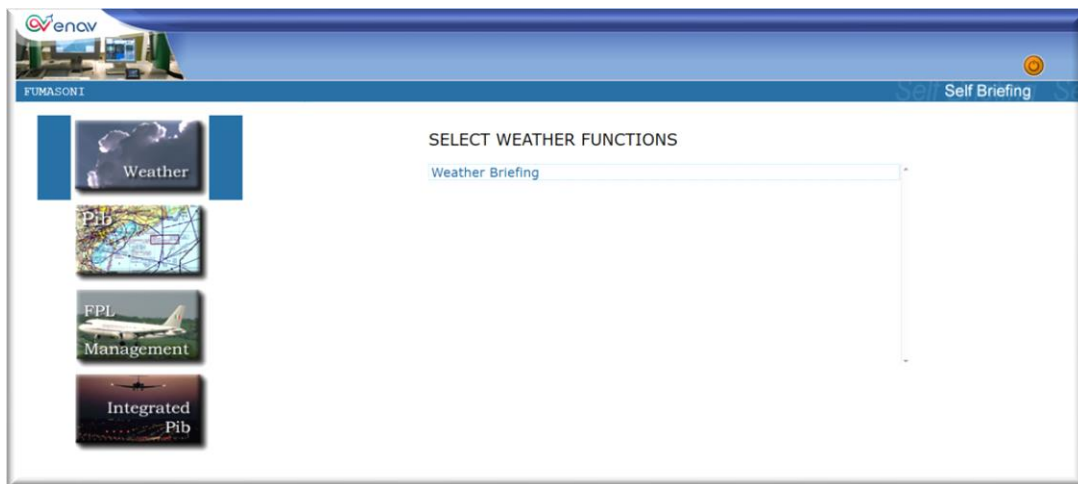 enav
FUMASONI
Self Briefing
Weather
Pib
FPL
Management
Integrated
Pib
SELECT WEATHER FUNCTIONS
Weather Briefing